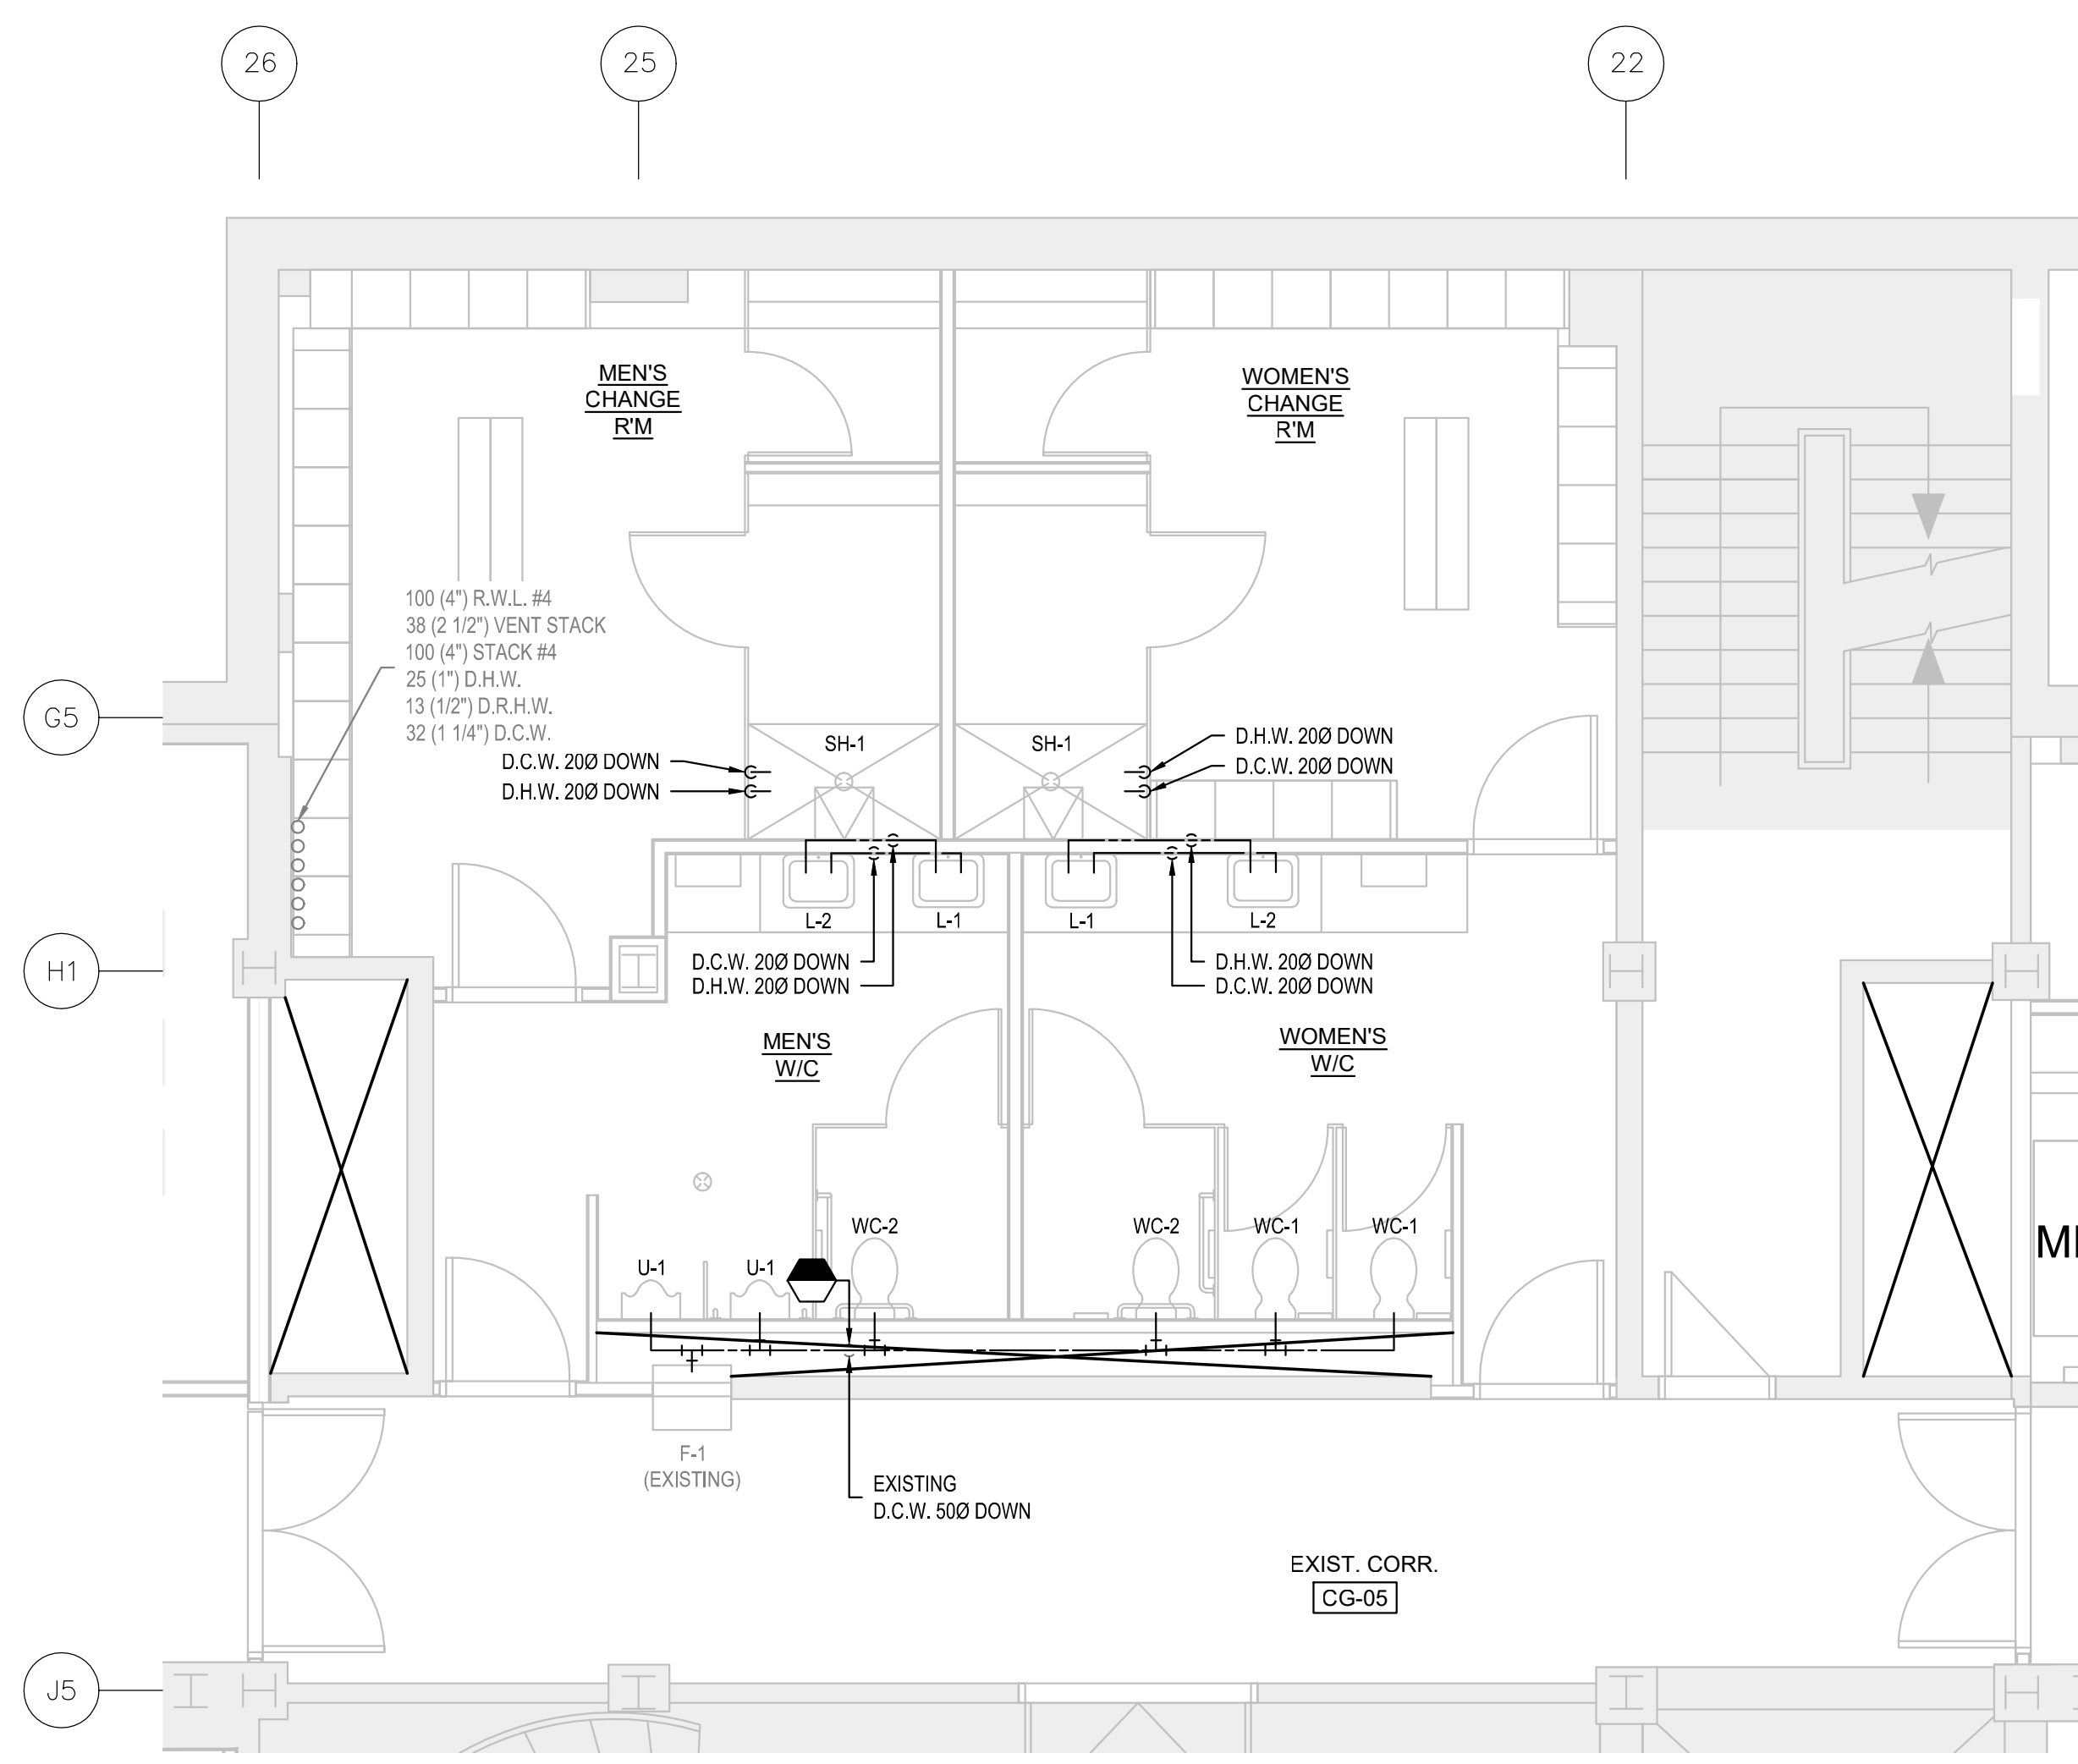 26
25
22
MEN'S
CHANGE
R'M
WOMEN'S
CHANGE
R'M
100 (4") R.W.L. #4
38 (2 1/2") VENT STACK
100 (4") STACK #4
25 (1") D.H.W.
13 (1/2") D.R.H.W.
32 (1 1/4") D.C.W.
G5
D.C.W. 20Ø DOWN
D.H.W. 20Ø DOWN
SH-1
SH-1
D.H.W. 20Ø DOWN
D.C.W. 20Ø DOWN
L-2
L-1
L-1
L-2
H1
D.C.W. 20Ø DOWN
D.H.W. 20Ø DOWN
D.H.W. 20Ø DOWN
D.C.W. 20Ø DOWN
MEN'S
W/C
WOMEN'S
W/C
WC-2
WC-2
WC-1
WC-1
U-1
U-1
F-1
(EXISTING)
EXISTING
D.C.W. 50Ø DOWN
EXIST. CORR.
CG-05
J5